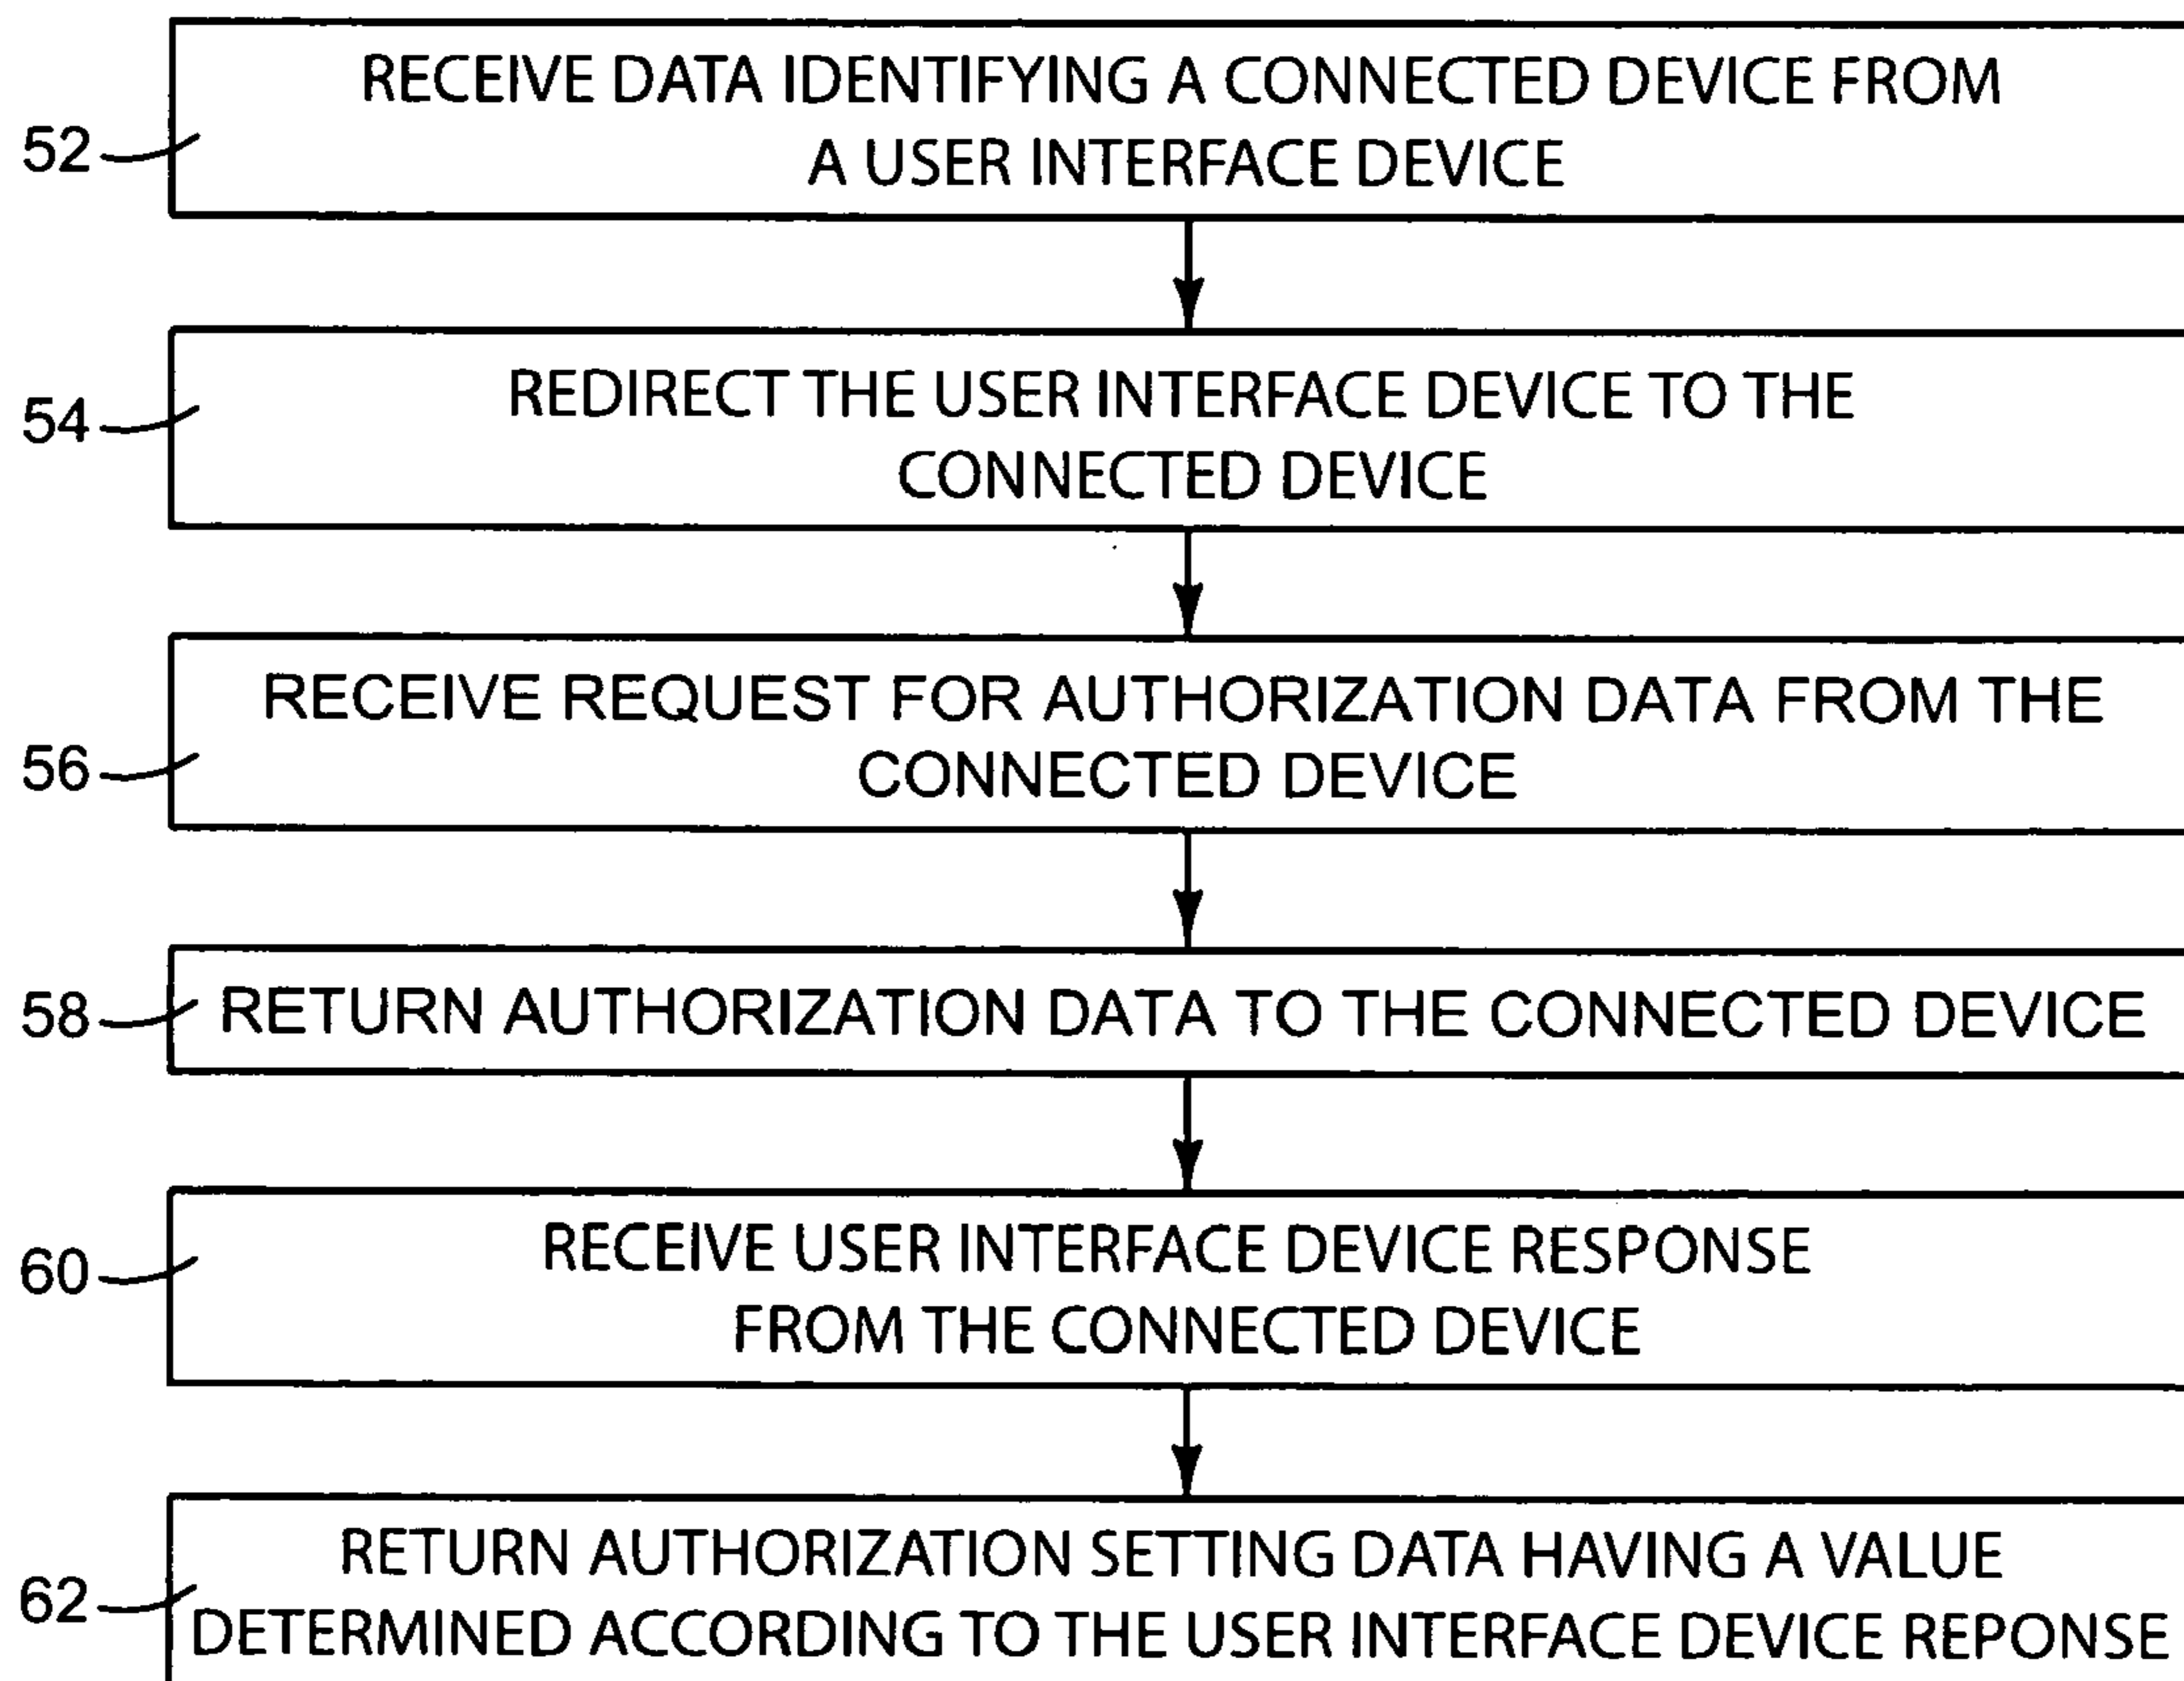 RECEIVE DATA IDENTIFYING A CONNECTED DEVICE FROM
52
A USER INTERFACE DEVICE
REDIRECT THE USER INTERFACE DEVICE TO THE
54
CONNECTED DEVICE
RECEIVE REQUEST FOR AUTHORIZATION DATA FROM THE
56
CONNECTED DEVICE
58
RETURN AUTHORIZATION DATA TO THE CONNECTED DEVICE
RECEIVE USER INTERFACE DEVICE RESPONSE
60
FROM THE CONNECTED DEVICE
RETURN AUTHORIZATION SETTING DATA HAVING A VALUE
62
DETERMINED ACCORDING TO THE USER INTERFACE DEVICE REPONSE